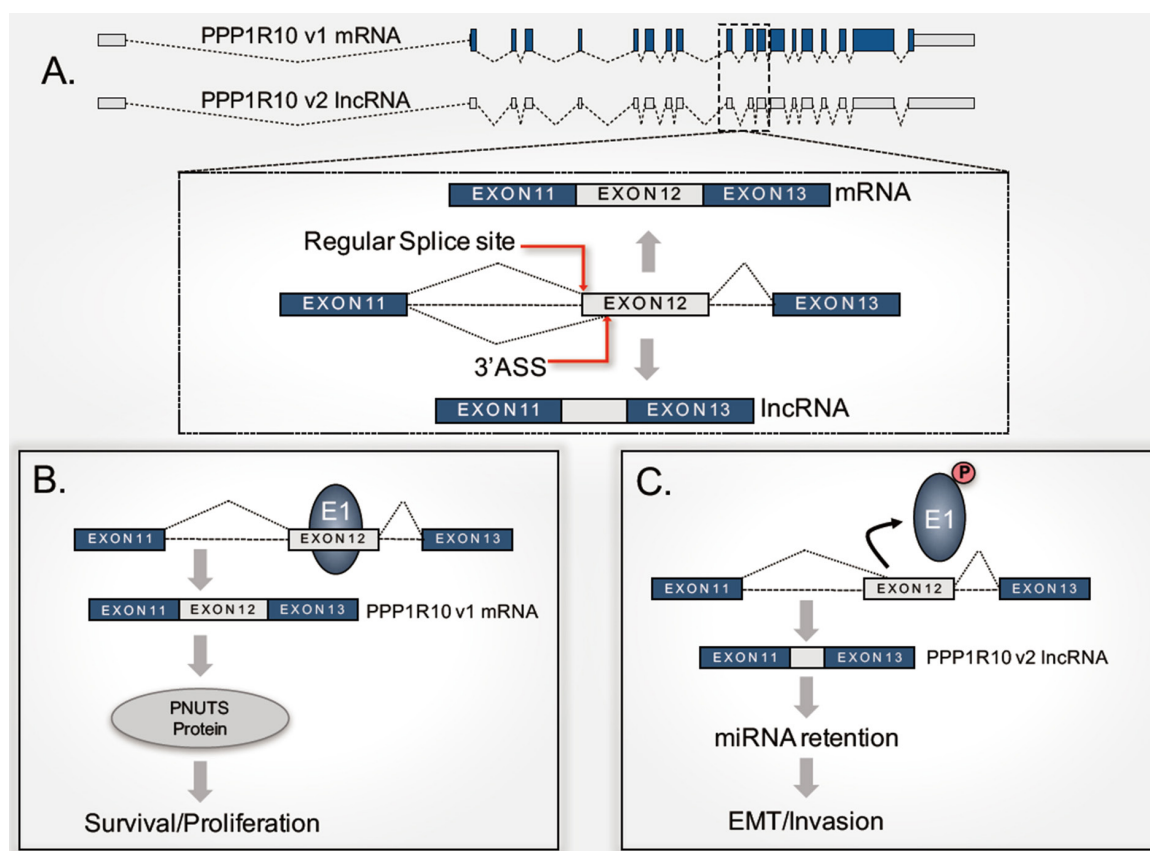 A.
PPP1R10 v1 mRNA
PPP1R10 v2 lncRNA
EXON11 EXON12 EXON13 mRNA
Regular Splice site
EXON11 EXON12 EXON13
3'ASS
EXON11 EXON13 lncRNA
B.
E1
EXON11 EXON12 EXON13
EXON11 EXON12 EXON13 PPP1R10 v1 mRNA
PNUTS
Protein
Survival/Proliferation
C.
P
E1
EXON11 EXON12 EXON13
EXON11 EXON13 PPP1R10 v2 lncRNA
miRNA retention
EMT/Invasion